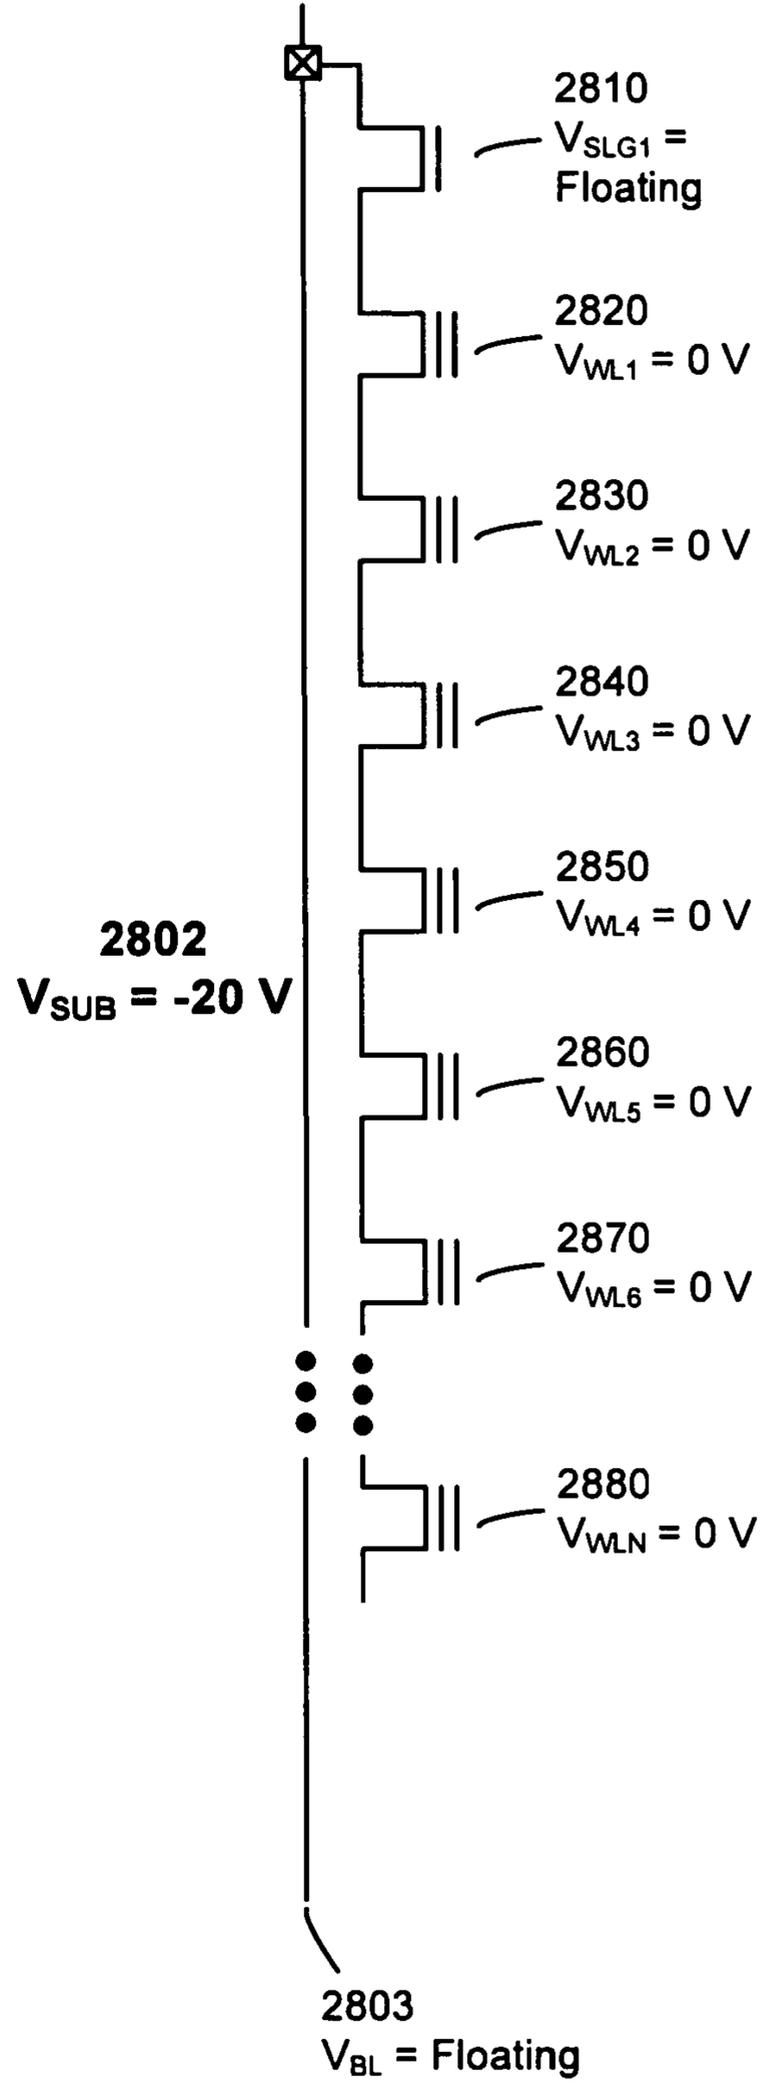 2810
VSLG1 =
Floating
2820
VWL1 = 0 V
2830
VWL2 = 0 V
2840
VWL3 = 0 V
2850
VWL4 = 0 V
2802
VSUB = -20 V
2860
VWL5 = 0 V
2870
VWL6 = 0 V
2880
VWLN = 0 V
2803
VBL = Floating